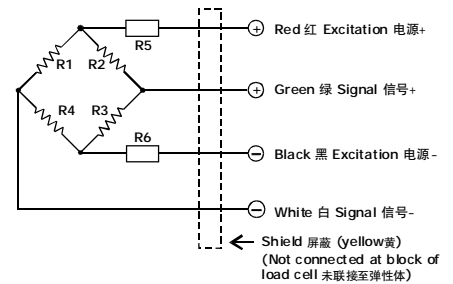 R5
Red 红 Excitation 电源+
R1
R2
Green 绿 Signal 信号+
R4
R3
R6
Black 黑 Excitation 电源-
White 白 Signal 信号-
Shield 屏蔽 (yellow黄)
(Not connected at block of
load cell 未联接至弹性体)